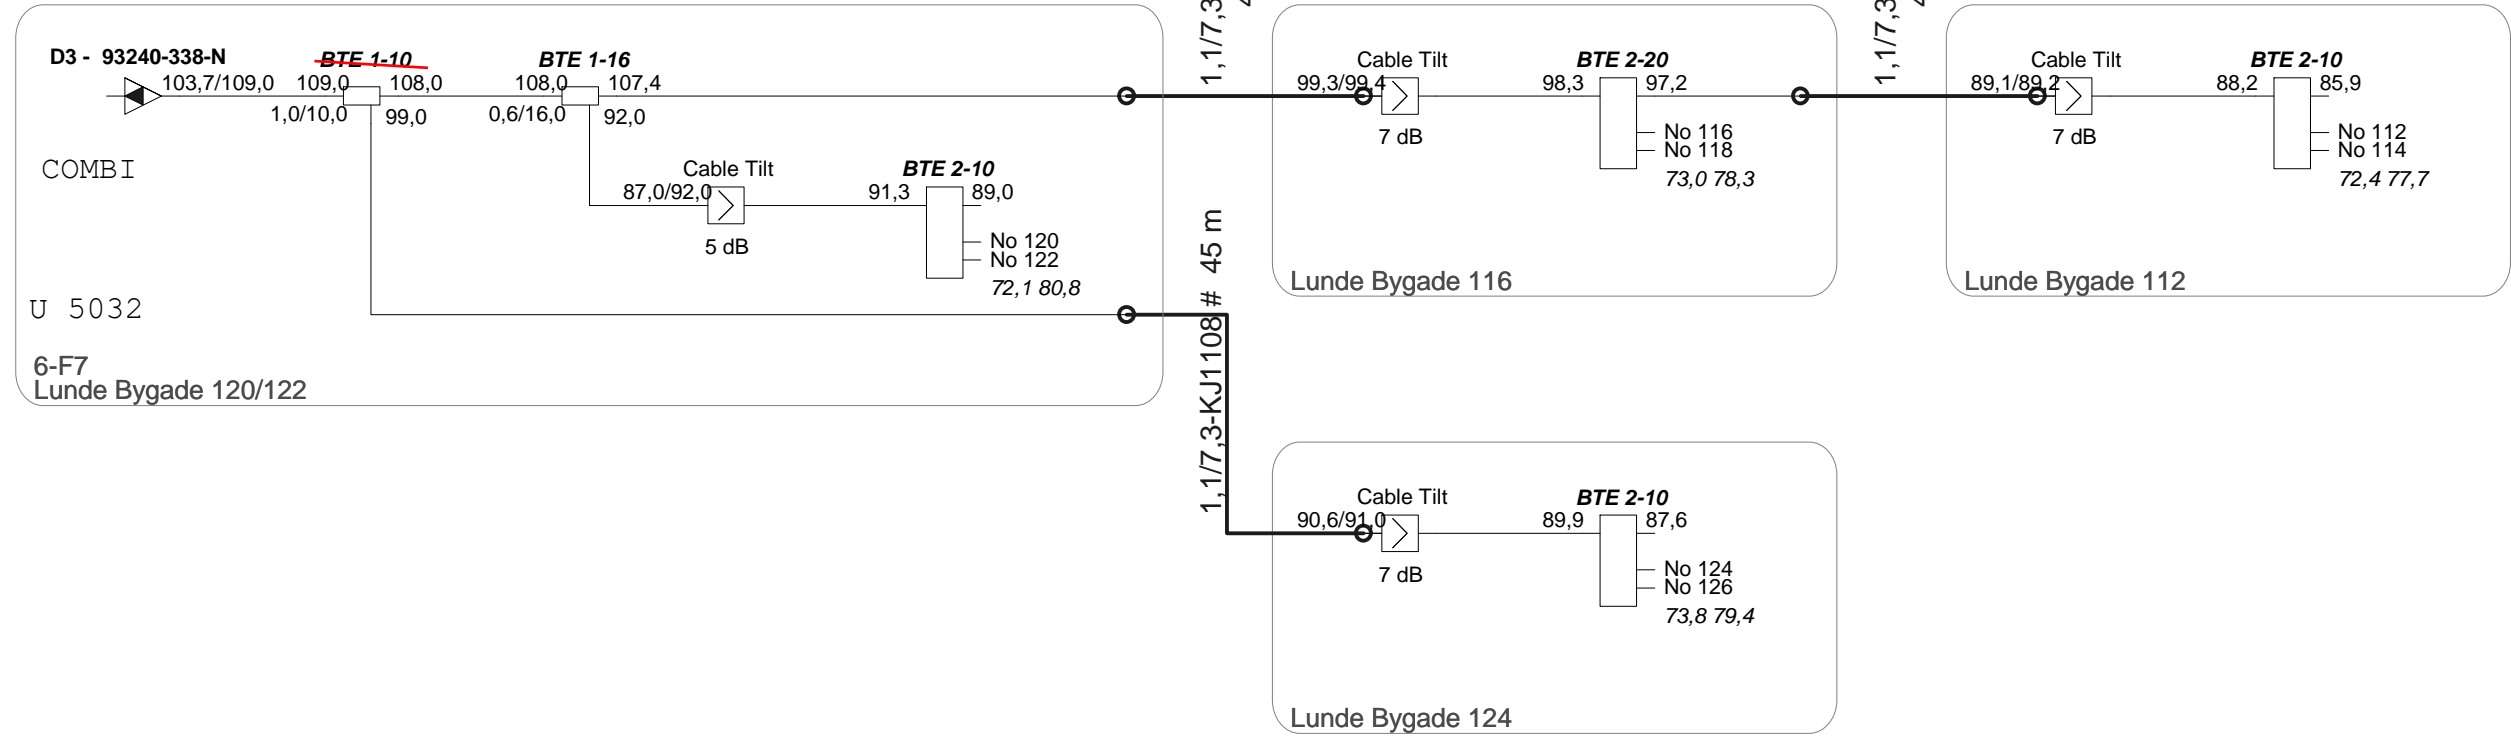 D3 - 93240-338-N
BTE 1-10
BTE 1-16
103,7/109,0
109,0
108,0
108,0
107,4
1,0/10,0
99,0
0,6/16,0
92,0
COMBI
Cable Tilt
BTE 2-10
87,0/92,0
91,3
89,0
5 dB
No 120
No 122
72,1 80,8
U 5032
6-F7
Lunde Bygade 120/122
1,1/7,3
Cable Tilt
BTE 2-20
99,3/99,4
98,3
97,2
7 dB
No 116
No 118
73,0 78,3
Lunde Bygade 116
1,1/7,3
Cable Tilt
BTE 2-10
89,1/89,2
88,2
85,9
7 dB
No 112
No 114
72,4 77,7
Lunde Bygade 112
1,1/7,3-KJ1108 # 45 m
Cable Tilt
BTE 2-10
90,6/91,0
89,9
87,6
7 dB
No 124
No 126
73,8 79,4
Lunde Bygade 124